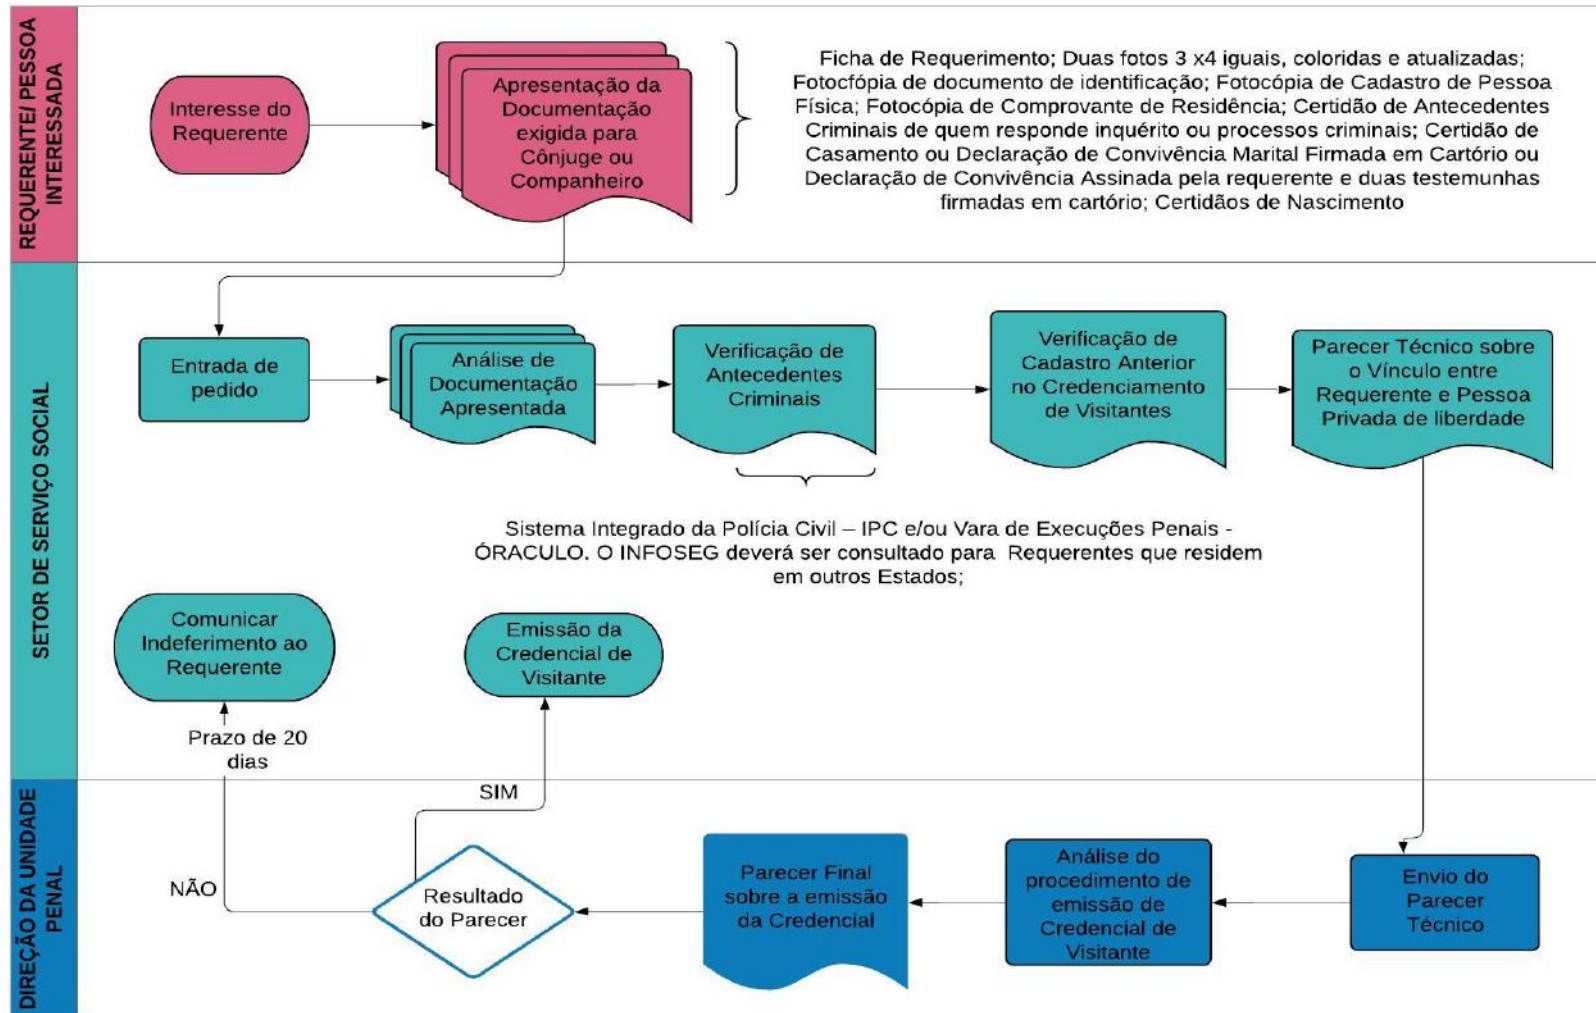 REQUERENTE/ PESSOA
INTERESSADA
Interesse do
Requerente
Apresentação da
Documentação
exigida para
Cônjuge ou
Companheiro
Ficha de Requerimento; Duas fotos 3 x4 iguais, coloridas e atualizadas;
Fotocfópia de documento de identificação; Fotocópia de Cadastro de Pessoa
Física; Fotocópia de Comprovante de Residência; Certidão de Antecedentes
Criminais de quem responde inquérito ou processos criminais; Certidão de
Casamento ou Declaração de Convivência Marital Firmada em Cartório ou
Declaração de Convivência Assinada pela requerente e duas testemunhas
firmadas em cartório; Certidãos de Nascimento
SETOR DE SERVIÇO SOCIAL
Entrada de
pedido
Análise de
Documentação
Apresentada
Verificação de
Antecedentes
Criminais
Verificação de
Cadastro Anterior
no Credenciamento
de Visitantes
Parecer Técnico sobre
o Vínculo entre
Requerente e Pessoa
Privada de liberdade
Sistema Integrado da Polícia Civil – IPC e/ou Vara de Execuções Penais -
ÓRACULO. O INFOSEG deverá ser consultado para Requerentes que residem
em outros Estados;
Comunicar
Indeferimento ao
Requerente
Emissão da
Credencial de
Visitante
Prazo de 20
dias
SIM
DIREÇÃO DA UNIDADE
PENAL
NÃO
Resultado
do Parecer
Parecer Final
sobre a emissão
da Credencial
Análise do
procedimento de
emissão de
Credencial de
Visitante
Envio do
Parecer
Técnico